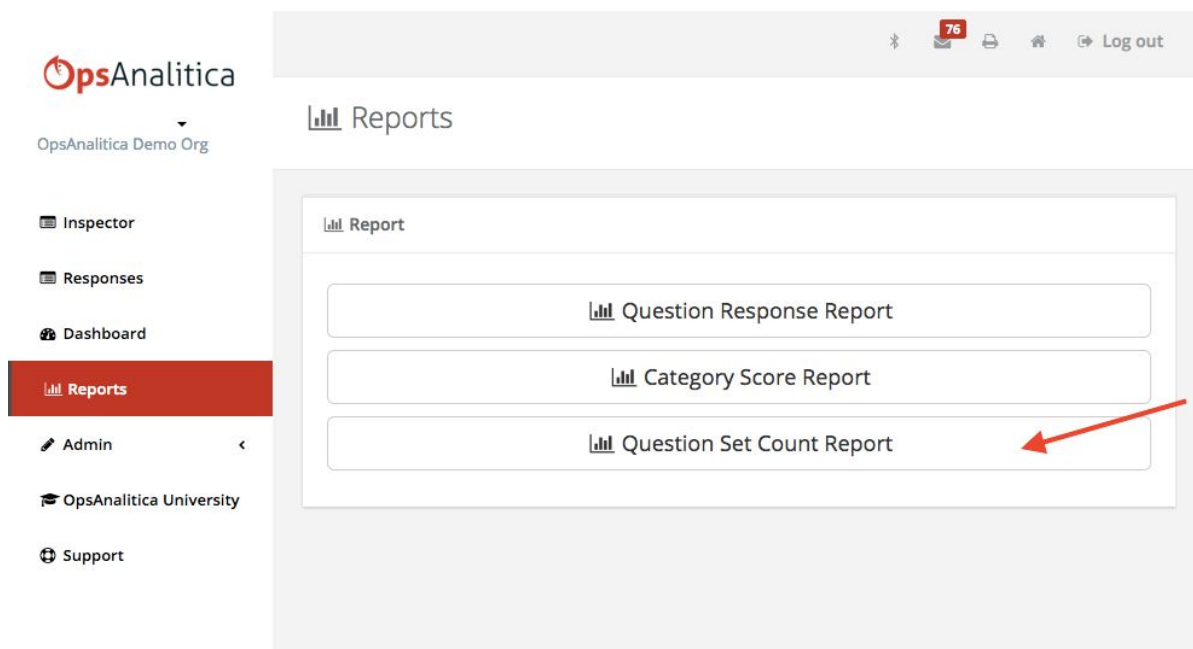 76
Log out
OpsAnalitica
OpsAnalitica Demo Org
Reports
Inspector
Responses
Dashboard
Reports
Admin
OpsAnalitica University
Support
Report
Question Response Report
Category Score Report
Question Set Count Report